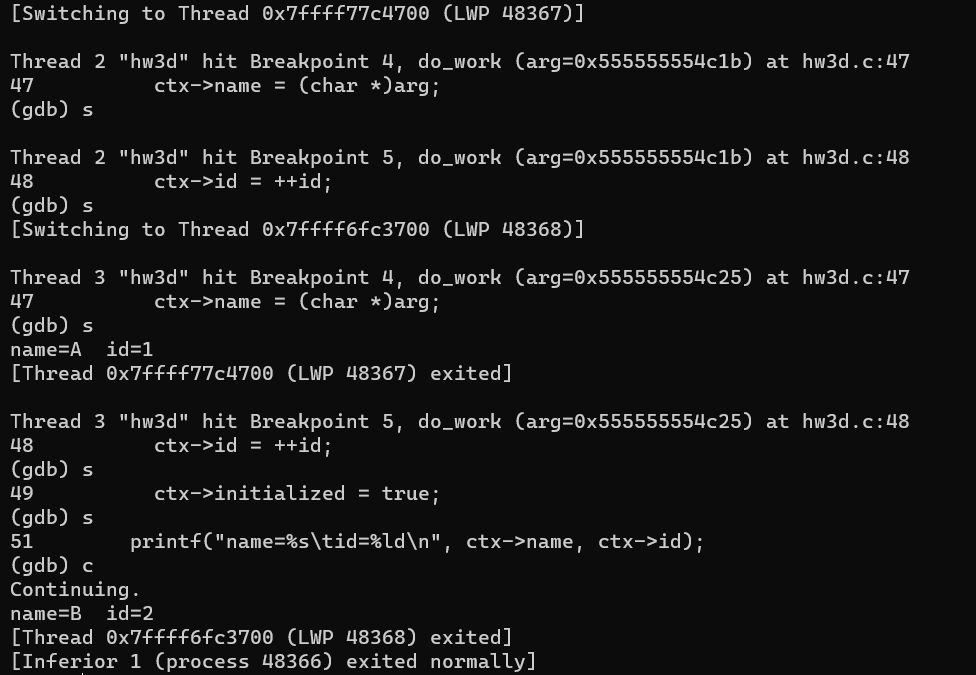 [Switching to Thread 0x7ffff77c4700 (LWP 48367)]
Thread 2 "hw3d" hit Breakpoint 4, do_work (arg=0x555555554c1b) at hw3d.c:47
47          ctx->name = (char *)arg;
(gdb) s
Thread 2 "hw3d" hit Breakpoint 5, do_work (arg=0x555555554c1b) at hw3d.c:48
48          ctx->id = ++id;
(gdb) s
[Switching to Thread 0x7ffff6fc3700 (LWP 48368)]
Thread 3 "hw3d" hit Breakpoint 4, do_work (arg=0x555555554c25) at hw3d.c:47
47          ctx->name = (char *)arg;
(gdb) s
name=A  id=1
[Thread 0x7ffff77c4700 (LWP 48367) exited]
Thread 3 "hw3d" hit Breakpoint 5, do_work (arg=0x555555554c25) at hw3d.c:48
48          ctx->id = ++id;
(gdb) s
49          ctx->initialized = true;
(gdb) s
51        printf("name=%s\tid=%ld\n", ctx->name, ctx->id);
(gdb) c
Continuing.
name=B  id=2
[Thread 0x7ffff6fc3700 (LWP 48368) exited]
[Inferior 1 (process 48366) exited normally]